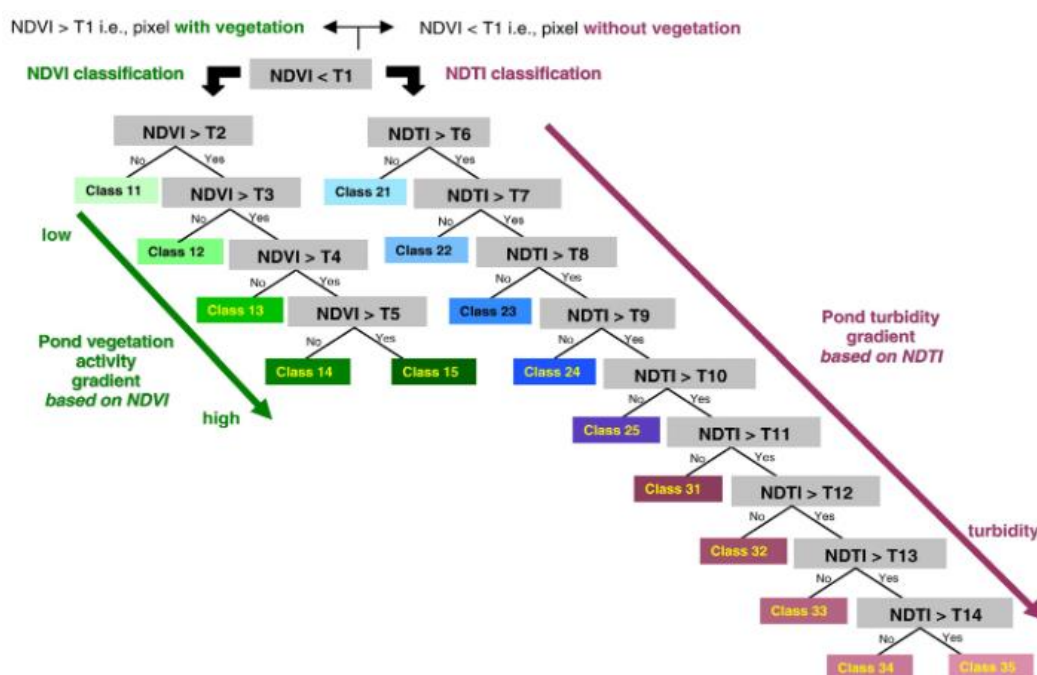 NDVI > T1 i.e., pixel with vegetation
NDVI < T1 i.e., pixel without vegetation
NDVI classification
NDVI < T1
NDTI classification
NDVI > T2
NDTI > T6
No
Yes
No
Yes
Class 11
NDVI > T3
Class 21
NDTI > T7
low
No
Yes
No
Yes
Class 12
NDVI > T4
Class 22
NDTI > T8
No
Yes
No
Yes
Class 13
NDVI > T5
Class 23
NDTI > T9
Pond vegetation
activity
gradient
based on NDVI
high
No
Yes
No
Yes
Class 14
Class 15
Class 24
NDTI > T10
Pond turbidity
gradient
based on NDTI
No
Yes
Class 25
NDTI > T11
No
Yes
Class 31
NDTI > T12
No
Yes
turbidity
Class 32
NDTI > T13
No
Yes
Class 33
NDTI > T14
No
Yes
Class 34
Class 35